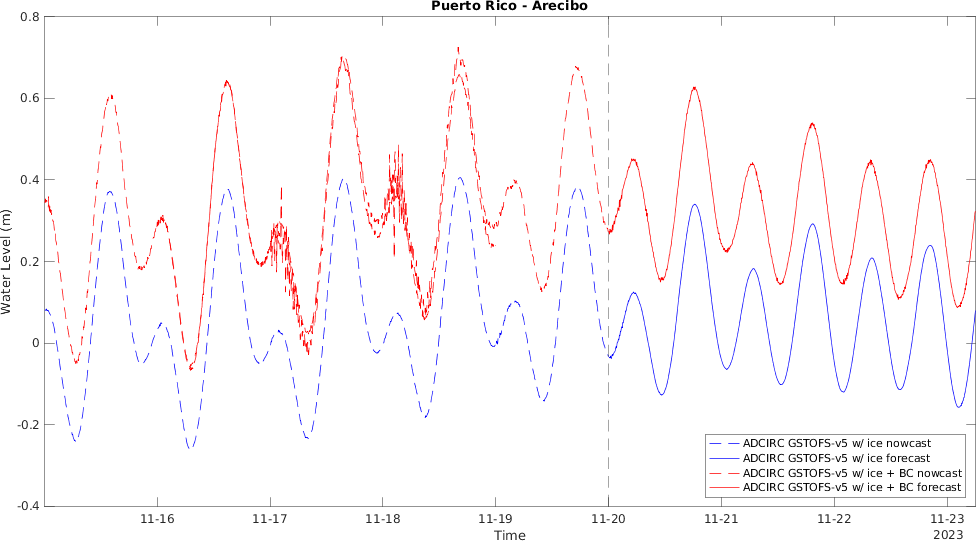 Puerto Rico - Arecibo
0.8
0.6
0.4
0.2
0
-0.2
-0.4
Water Level (m)
ADCIRC GSTOFS-v5 w/ ice nowcast
ADCIRC GSTOFS-v5 w/ ice forecast
ADCIRC GSTOFS-v5 w/ ice + BC nowcast
ADCIRC GSTOFS-v5 w/ ice + BC forecast
11-16 11-17 11-18 11-19 11-20 11-21 11-22 11-23
Time
2023